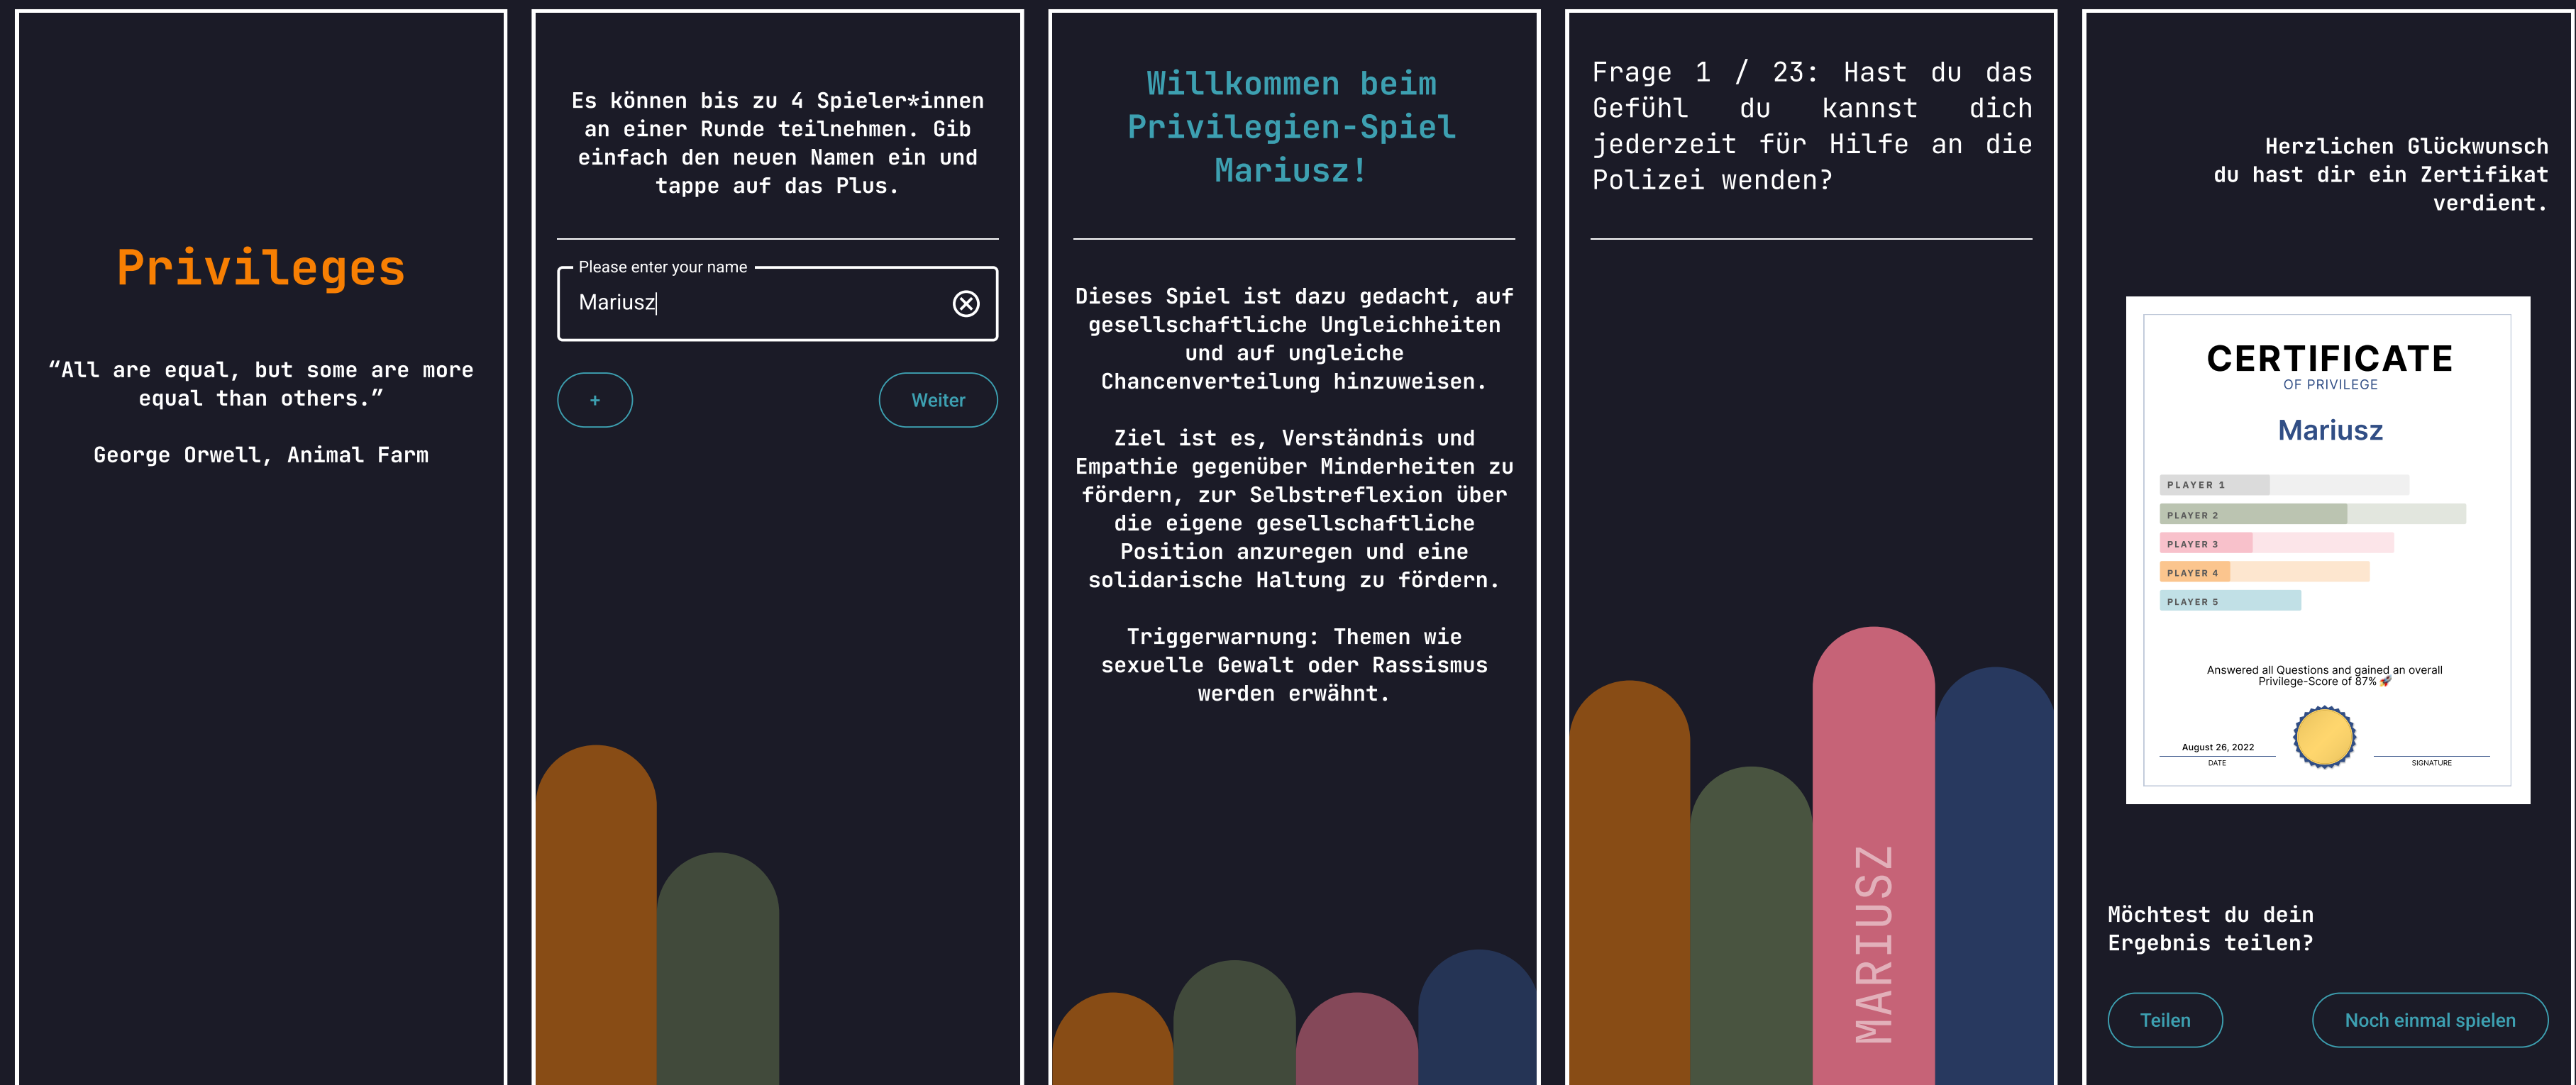 Privileges
“All are equal, but some are more
equal than others.”
George Orwell, Animal Farm
Es können bis zu 4 Spieler*innen
an einer Runde teilnehmen. Gib
einfach den neuen Namen ein und
tappe auf das Plus.
Please enter your name
Mariusz
+
Weiter
Willkommen beim
Privilegien-Spiel
Mariusz!
Dieses Spiel ist dazu gedacht, auf
gesellschaftliche Ungleichheiten
und auf ungleiche
Chancenverteilung hinzuweisen.
Ziel ist es, Verständnis und
Empathie gegenüber Minderheiten zu
fördern, zur Selbstreflexion über
die eigene gesellschaftliche
Position anzuregen und eine
solidarische Haltung zu fördern.
Triggerwarnung: Themen wie
sexuelle Gewalt oder Rassismus
werden erwähnt.
Frage 1 / 23: Hast du das
Gefühl du kannst dich
jederzeit für Hilfe an die
Polizei wenden?
MARIUSZ
Herzlichen Glückwunsch
du hast dir ein Zertifikat
verdient.
CERTIFICATE
OF PRIVILEGE
Mariusz
PLAYER 1
PLAYER 2
PLAYER 3
PLAYER 4
PLAYER 5
Answered all Questions and gained an overall
Privilege-Score of 87% 🚀
August 26, 2022
DATE
SIGNATURE
Möchtest du dein
Ergebnis teilen?
Teilen
Noch einmal spielen